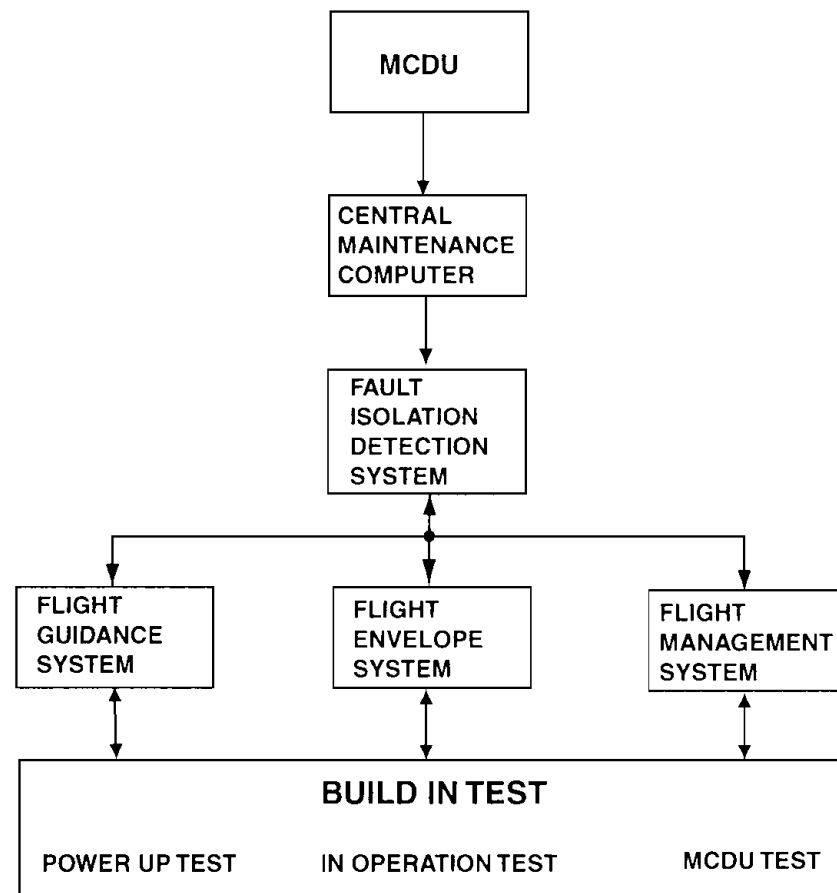 MCDU
CENTRAL
MAINTENANCE
COMPUTER
FAULT
ISOLATION
DETECTION
SYSTEM
FLIGHT
GUIDANCE
SYSTEM
FLIGHT
ENVELOPE
SYSTEM
FLIGHT
MANAGEMENT
SYSTEM
BUILD IN TEST
POWER UP TEST
IN OPERATION TEST
MCDU TEST